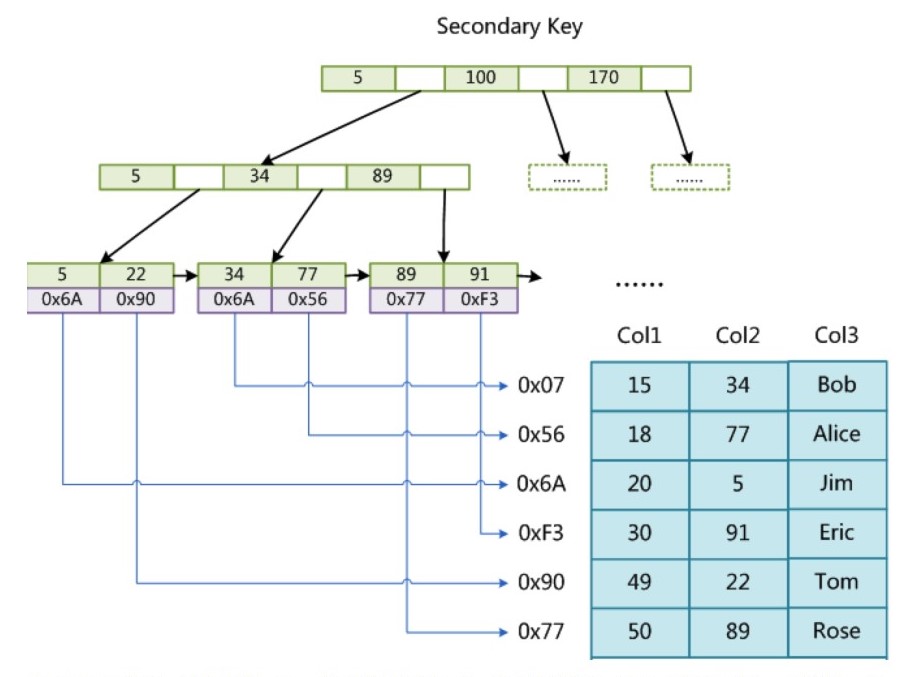 Secondary Key
5 100 170
5 34 89
...... ......
5 22 34 77 89 91
0x6A 0x90 0x6A 0x56 0x77 0xF3
......
Col1 Col2 Col3
0x07 15 34 Bob
0x56 18 77 Alice
0x6A 20 5 Jim
0xF3 30 91 Eric
0x90 49 22 Tom
0x77 50 89 Rose